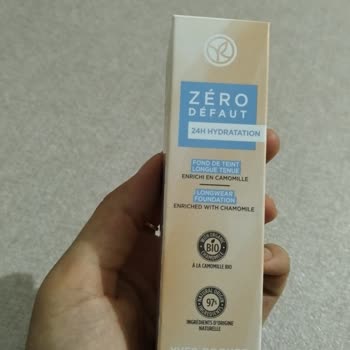 ZÉRO
DÉFAUT
24H HYDRATATION
FOND DE TEINT
LONGUE TENUE
ENRICHI EN CAMOMILLE
LONGWEAR
FOUNDATION
ENRICHED WITH CHAMOMILE
BIO
À LA CAMOMILLE BIO
97%
INGRÉDIENTS D'ORIGINE
NATURELLE